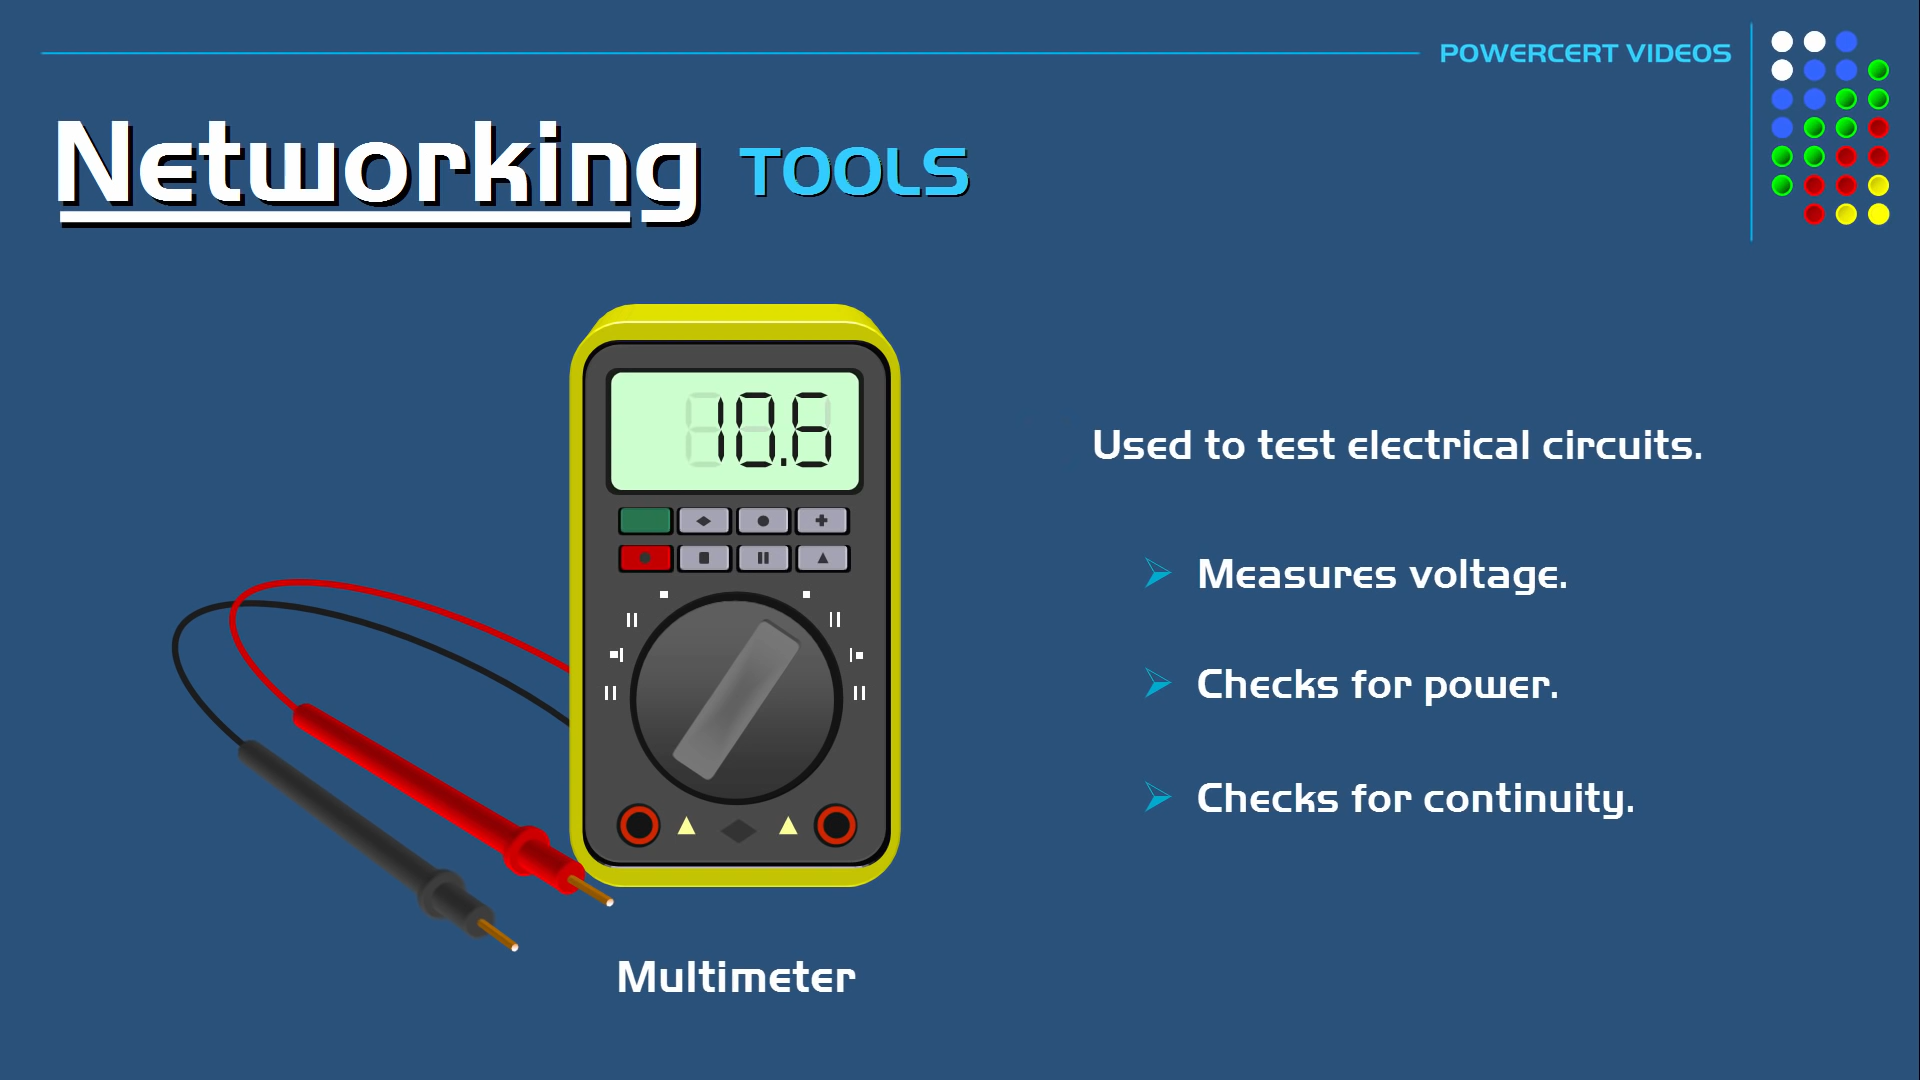 POWERCERT VIDEOS
Networking TOOLS
10.6
Used to test electrical circuits.
Measures voltage.
Checks for power.
Checks for continuity.
Multimeter